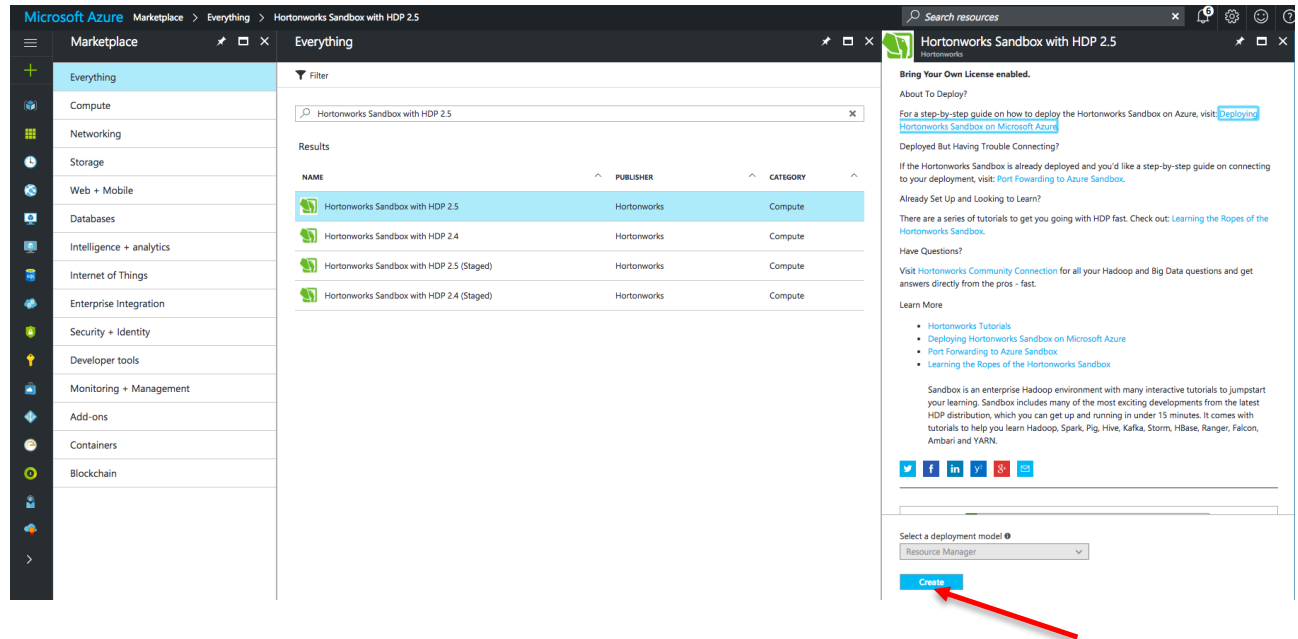 Microsoft Azure Marketplace > Everything > Hortonworks Sandbox with HDP 2.5
Search resources
6
Marketplace
Everything
Compute
Networking
Storage
Web + Mobile
Databases
Intelligence + analytics
Internet of Things
Enterprise Integration
Security + Identity
Developer tools
Monitoring + Management
Add-ons
Containers
Blockchain
Everything
Filter
Hortonworks Sandbox with HDP 2.5
Results
NAME PUBLISHER CATEGORY
Hortonworks Sandbox with HDP 2.5 Hortonworks Compute
Hortonworks Sandbox with HDP 2.4 Hortonworks Compute
Hortonworks Sandbox with HDP 2.5 (Staged) Hortonworks Compute
Hortonworks Sandbox with HDP 2.4 (Staged) Hortonworks Compute
Hortonworks Sandbox with HDP 2.5
Hortonworks
Bring Your Own License enabled.
About To Deploy?
For a step-by-step guide on how to deploy the Hortonworks Sandbox on Azure, visit: Deploying
Hortonworks Sandbox on Microsoft Azure
Deployed But Having Trouble Connecting?
If the Hortonworks Sandbox is already deployed and you'd like a step-by-step guide on connecting
to your deployment, visit: Port Fowarding to Azure Sandbox.
Already Set Up and Looking to Learn?
There are a series of tutorials to get you going with HDP fast. Check out: Learning the Ropes of the
Hortonworks Sandbox.
Have Questions?
Visit Hortonworks Community Connection for all your Hadoop and Big Data questions and get
answers directly from the pros - fast.
Learn More
• Hortonworks Tutorials
• Deploying Hortonworks Sandbox on Microsoft Azure
• Port Forwarding to Azure Sandbox
• Learning the Ropes of the Hortonworks Sandbox
Sandbox is an enterprise Hadoop environment with many interactive tutorials to jumpstart
your learning. Sandbox includes many of the most exciting developments from the latest
HDP distribution, which you can get up and running in under 15 minutes. It comes with
tutorials to help you learn Hadoop, Spark, Pig, Hive, Kafka, Storm, HBase, Ranger, Falcon,
Ambari and YARN.
Select a deployment model
Resource Manager
Create